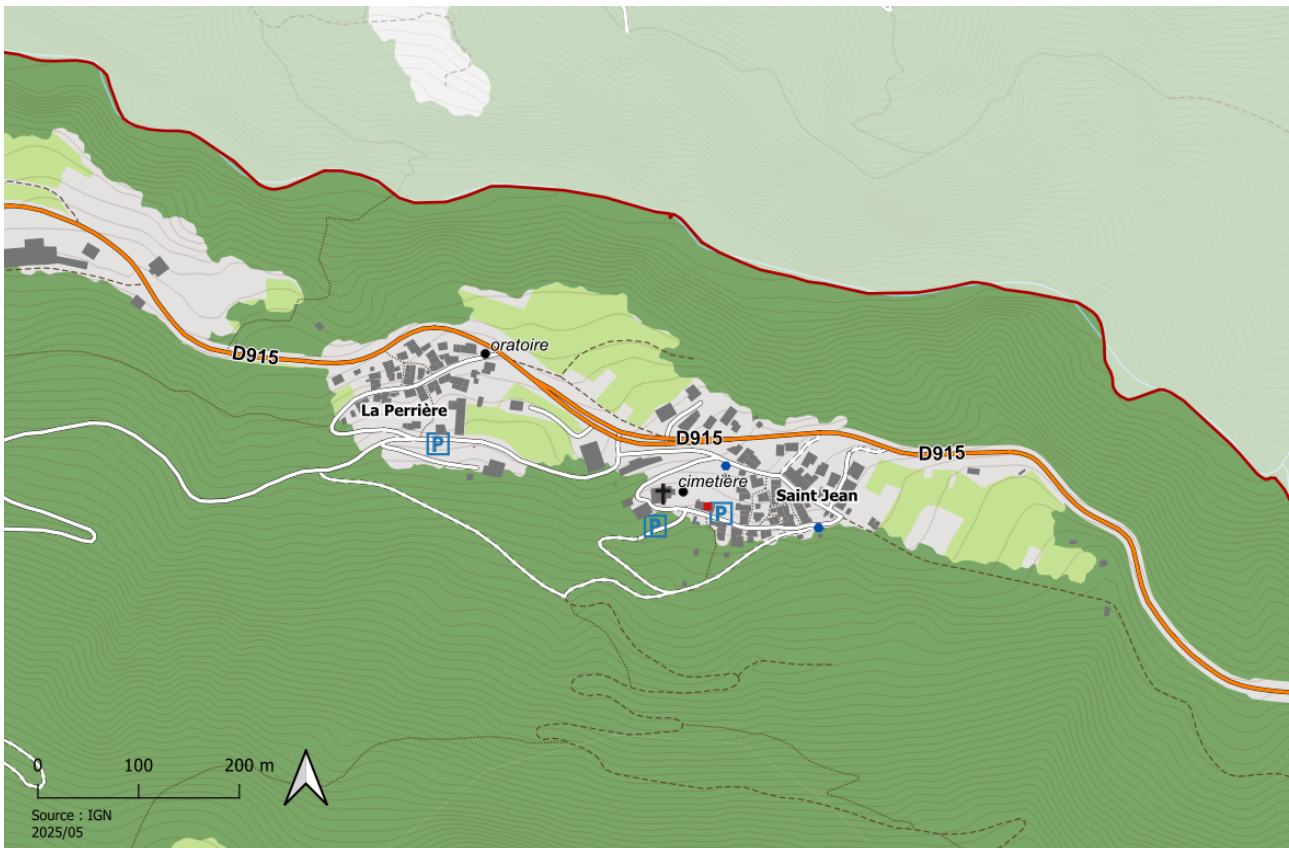 oratoire
D915
La Perrière
P
D915
D915
cimetière
Saint Jean
P
P
0 100 200 m
Source : IGN
2025/05